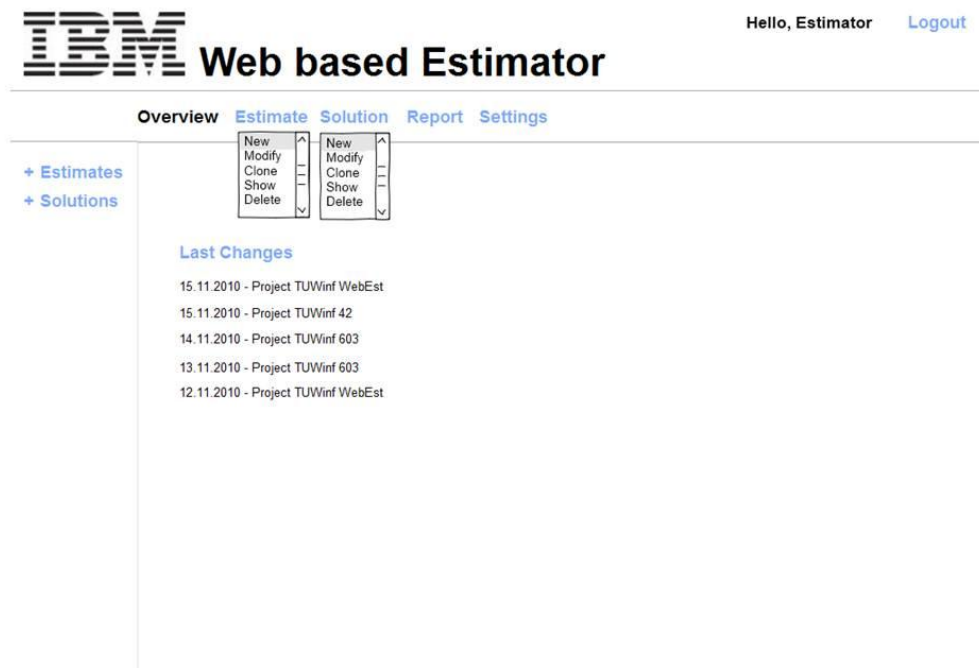 IBM Web based Estimator
Hello, Estimator Logout
Overview Estimate Solution Report Settings
New
Modify
Clone
Show
Delete
New
Modify
Clone
Show
Delete
+ Estimates
+ Solutions
Last Changes
15.11.2010 - Project TUWinf WebEst
15.11.2010 - Project TUWinf 42
14.11.2010 - Project TUWinf 603
13.11.2010 - Project TUWinf 603
12.11.2010 - Project TUWinf WebEst